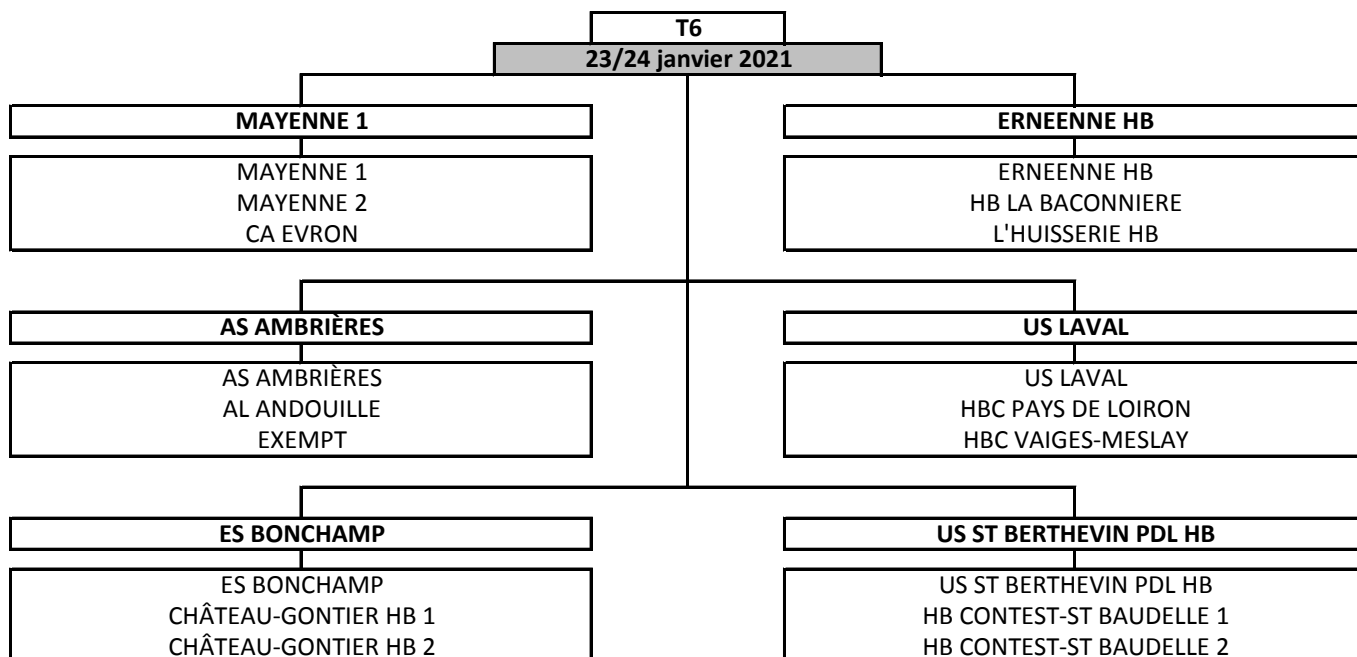 T6
23/24 janvier 2021
MAYENNE 1
MAYENNE 1
MAYENNE 2
CA EVRON
ERNEENNE HB
ERNEENNE HB
HB LA BACONNIERE
L'HUISSERIE HB
AS AMBRIÈRES
AS AMBRIÈRES
AL ANDOUILLE
EXEMPT
US LAVAL
US LAVAL
HBC PAYS DE LOIRON
HBC VAIGES-MESLAY
ES BONCHAMP
ES BONCHAMP
CHÂTEAU-GONTIER HB 1
CHÂTEAU-GONTIER HB 2
US ST BERTHEVIN PDL HB
US ST BERTHEVIN PDL HB
HB CONTEST-ST BAUDELLE 1
HB CONTEST-ST BAUDELLE 2